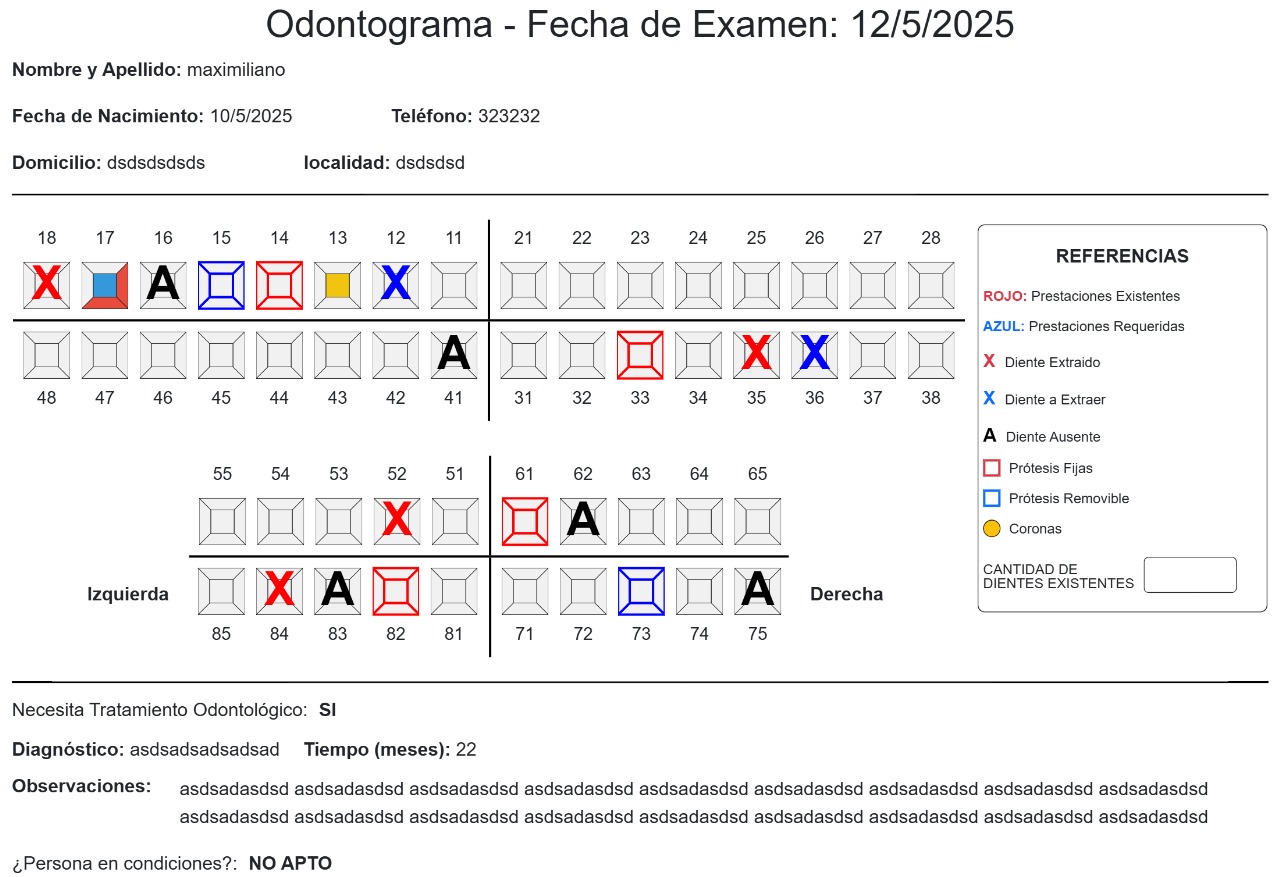 Odontograma - Fecha de Examen: 12/5/2025
Nombre y Apellido: maximiliano
Fecha de Nacimiento: 10/5/2025 Teléfono: 323232
Domicilio: dsdsdsdsds localidad: dsdsdsd
18 17 16 15 14 13 12 11 21 22 23 24 25 26 27 28
X A X
A X X
48 47 46 45 44 43 42 41 31 32 33 34 35 36 37 38
55 54 53 52 51 61 62 63 64 65
X A
Izquierda X A A Derecha
85 84 83 82 81 71 72 73 74 75
REFERENCIAS
ROJO: Prestaciones Existentes
AZUL: Prestaciones Requeridas
X Diente Extraido
X Diente a Extraer
A Diente Ausente
Prótesis Fijas
Prótesis Removible
Coronas
CANTIDAD DE
DIENTES EXISTENTES
Necesita Tratamiento Odontológico: SI
Diagnóstico: asdsadsadsadsad Tiempo (meses): 22
Observaciones: asdsadasdsd asdsadasdsd asdsadasdsd asdsadasdsd asdsadasdsd asdsadasdsd asdsadasdsd asdsadasdsd asdsadasdsd
asdsadasdsd asdsadasdsd asdsadasdsd asdsadasdsd asdsadasdsd asdsadasdsd asdsadasdsd asdsadasdsd asdsadasdsd
¿Persona en condiciones?: NO APTO